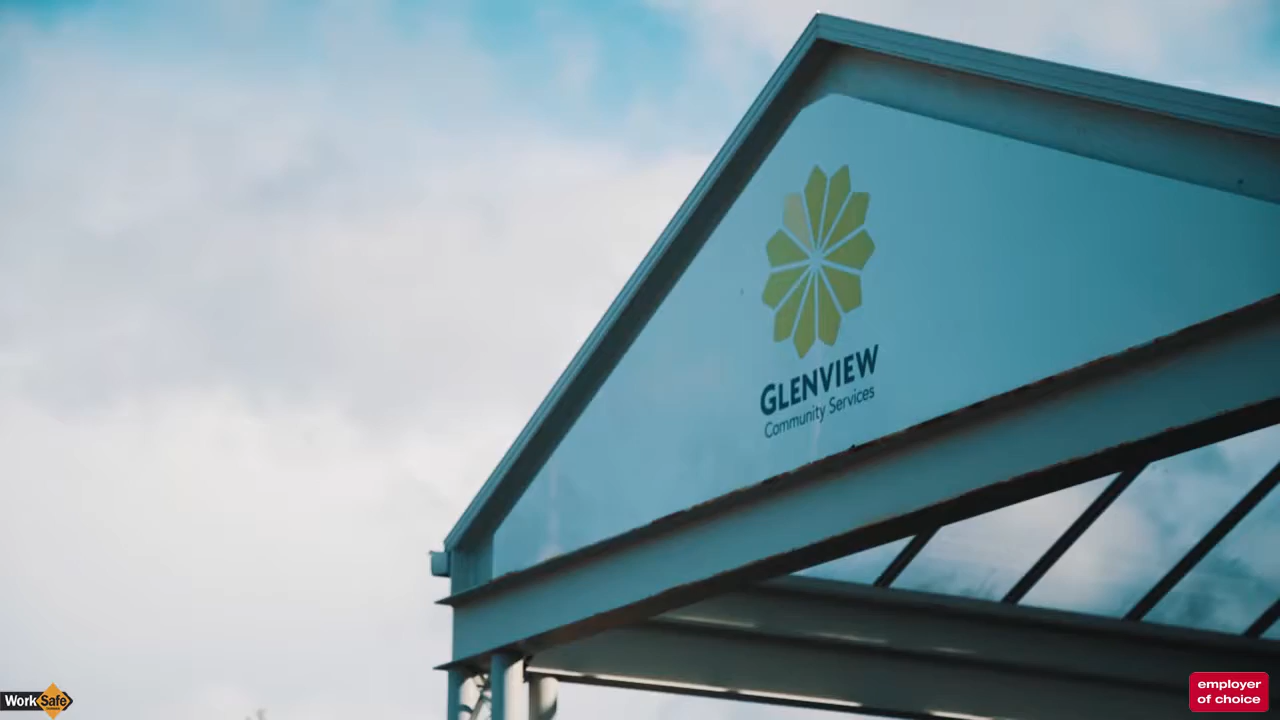 GLENVIEW
Community Services
WorkSafe
employer
of choice